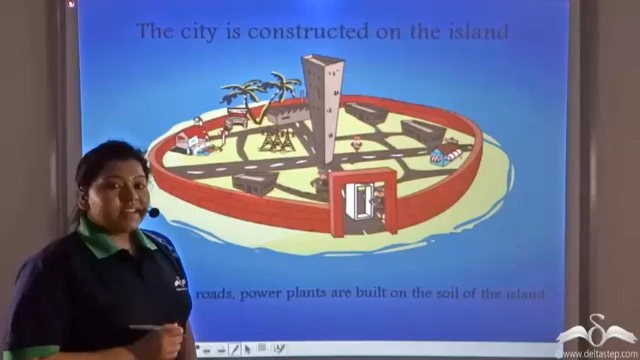 The city is constructed on the island
roads, power plants are built on the soil of the island
www.deltastep.com